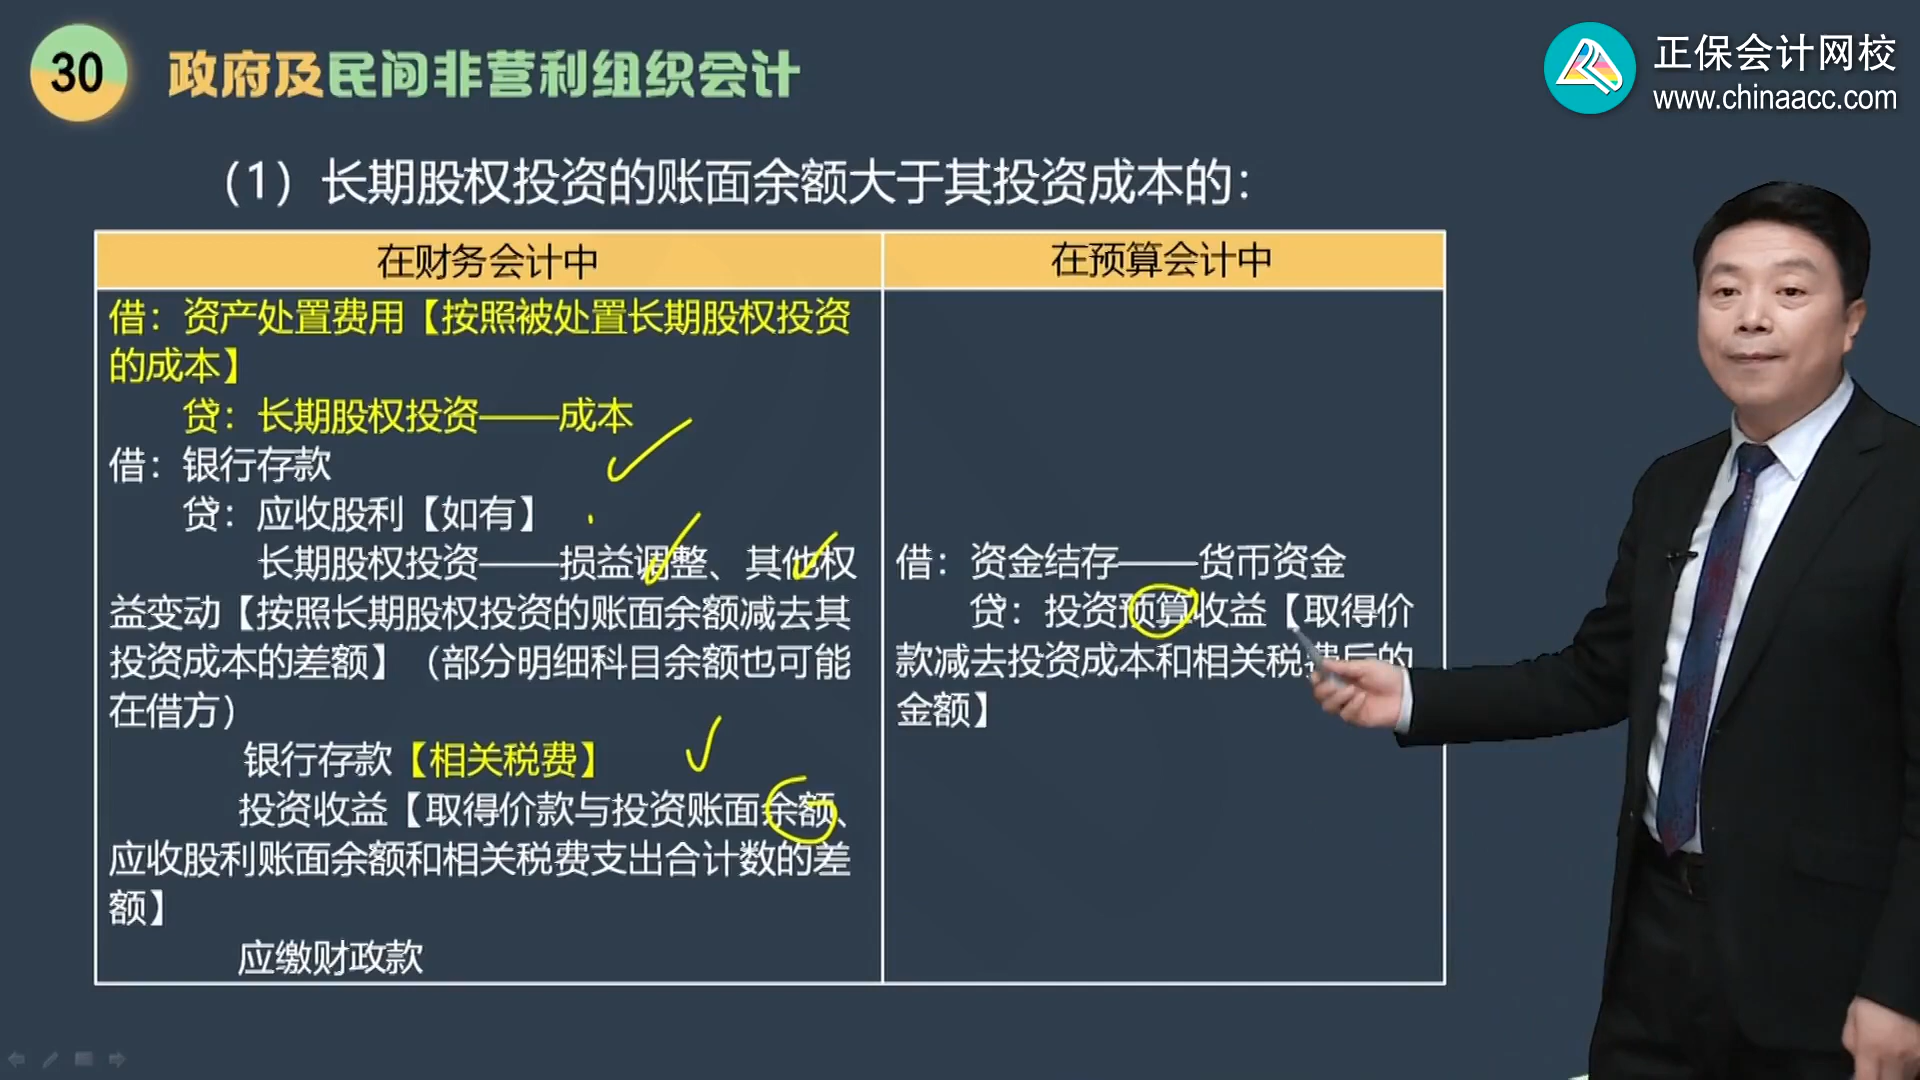 30
政府及民间非营利组织会计
正保会计网校
www.chinaacc.com
（1）长期股权投资的账面余额大于其投资成本的：
在财务会计中
借：资产处置费用【按照被处置长期股权投资
的成本】
贷：长期股权投资——成本
借：银行存款
贷：应收股利【如有】
长期股权投资——损益调整、其他权
益变动【按照长期股权投资的账面余额减去其
投资成本的差额】（部分明细科目余额也可能
在借方）
银行存款【相关税费】
投资收益【取得价款与投资账面余额、
应收股利账面余额和相关税费支出合计数的差
额】
应缴财政款
在预算会计中
借：资金结存——货币资金
贷：投资预算收益【取得价
款减去投资成本和相关税费后的
金额】